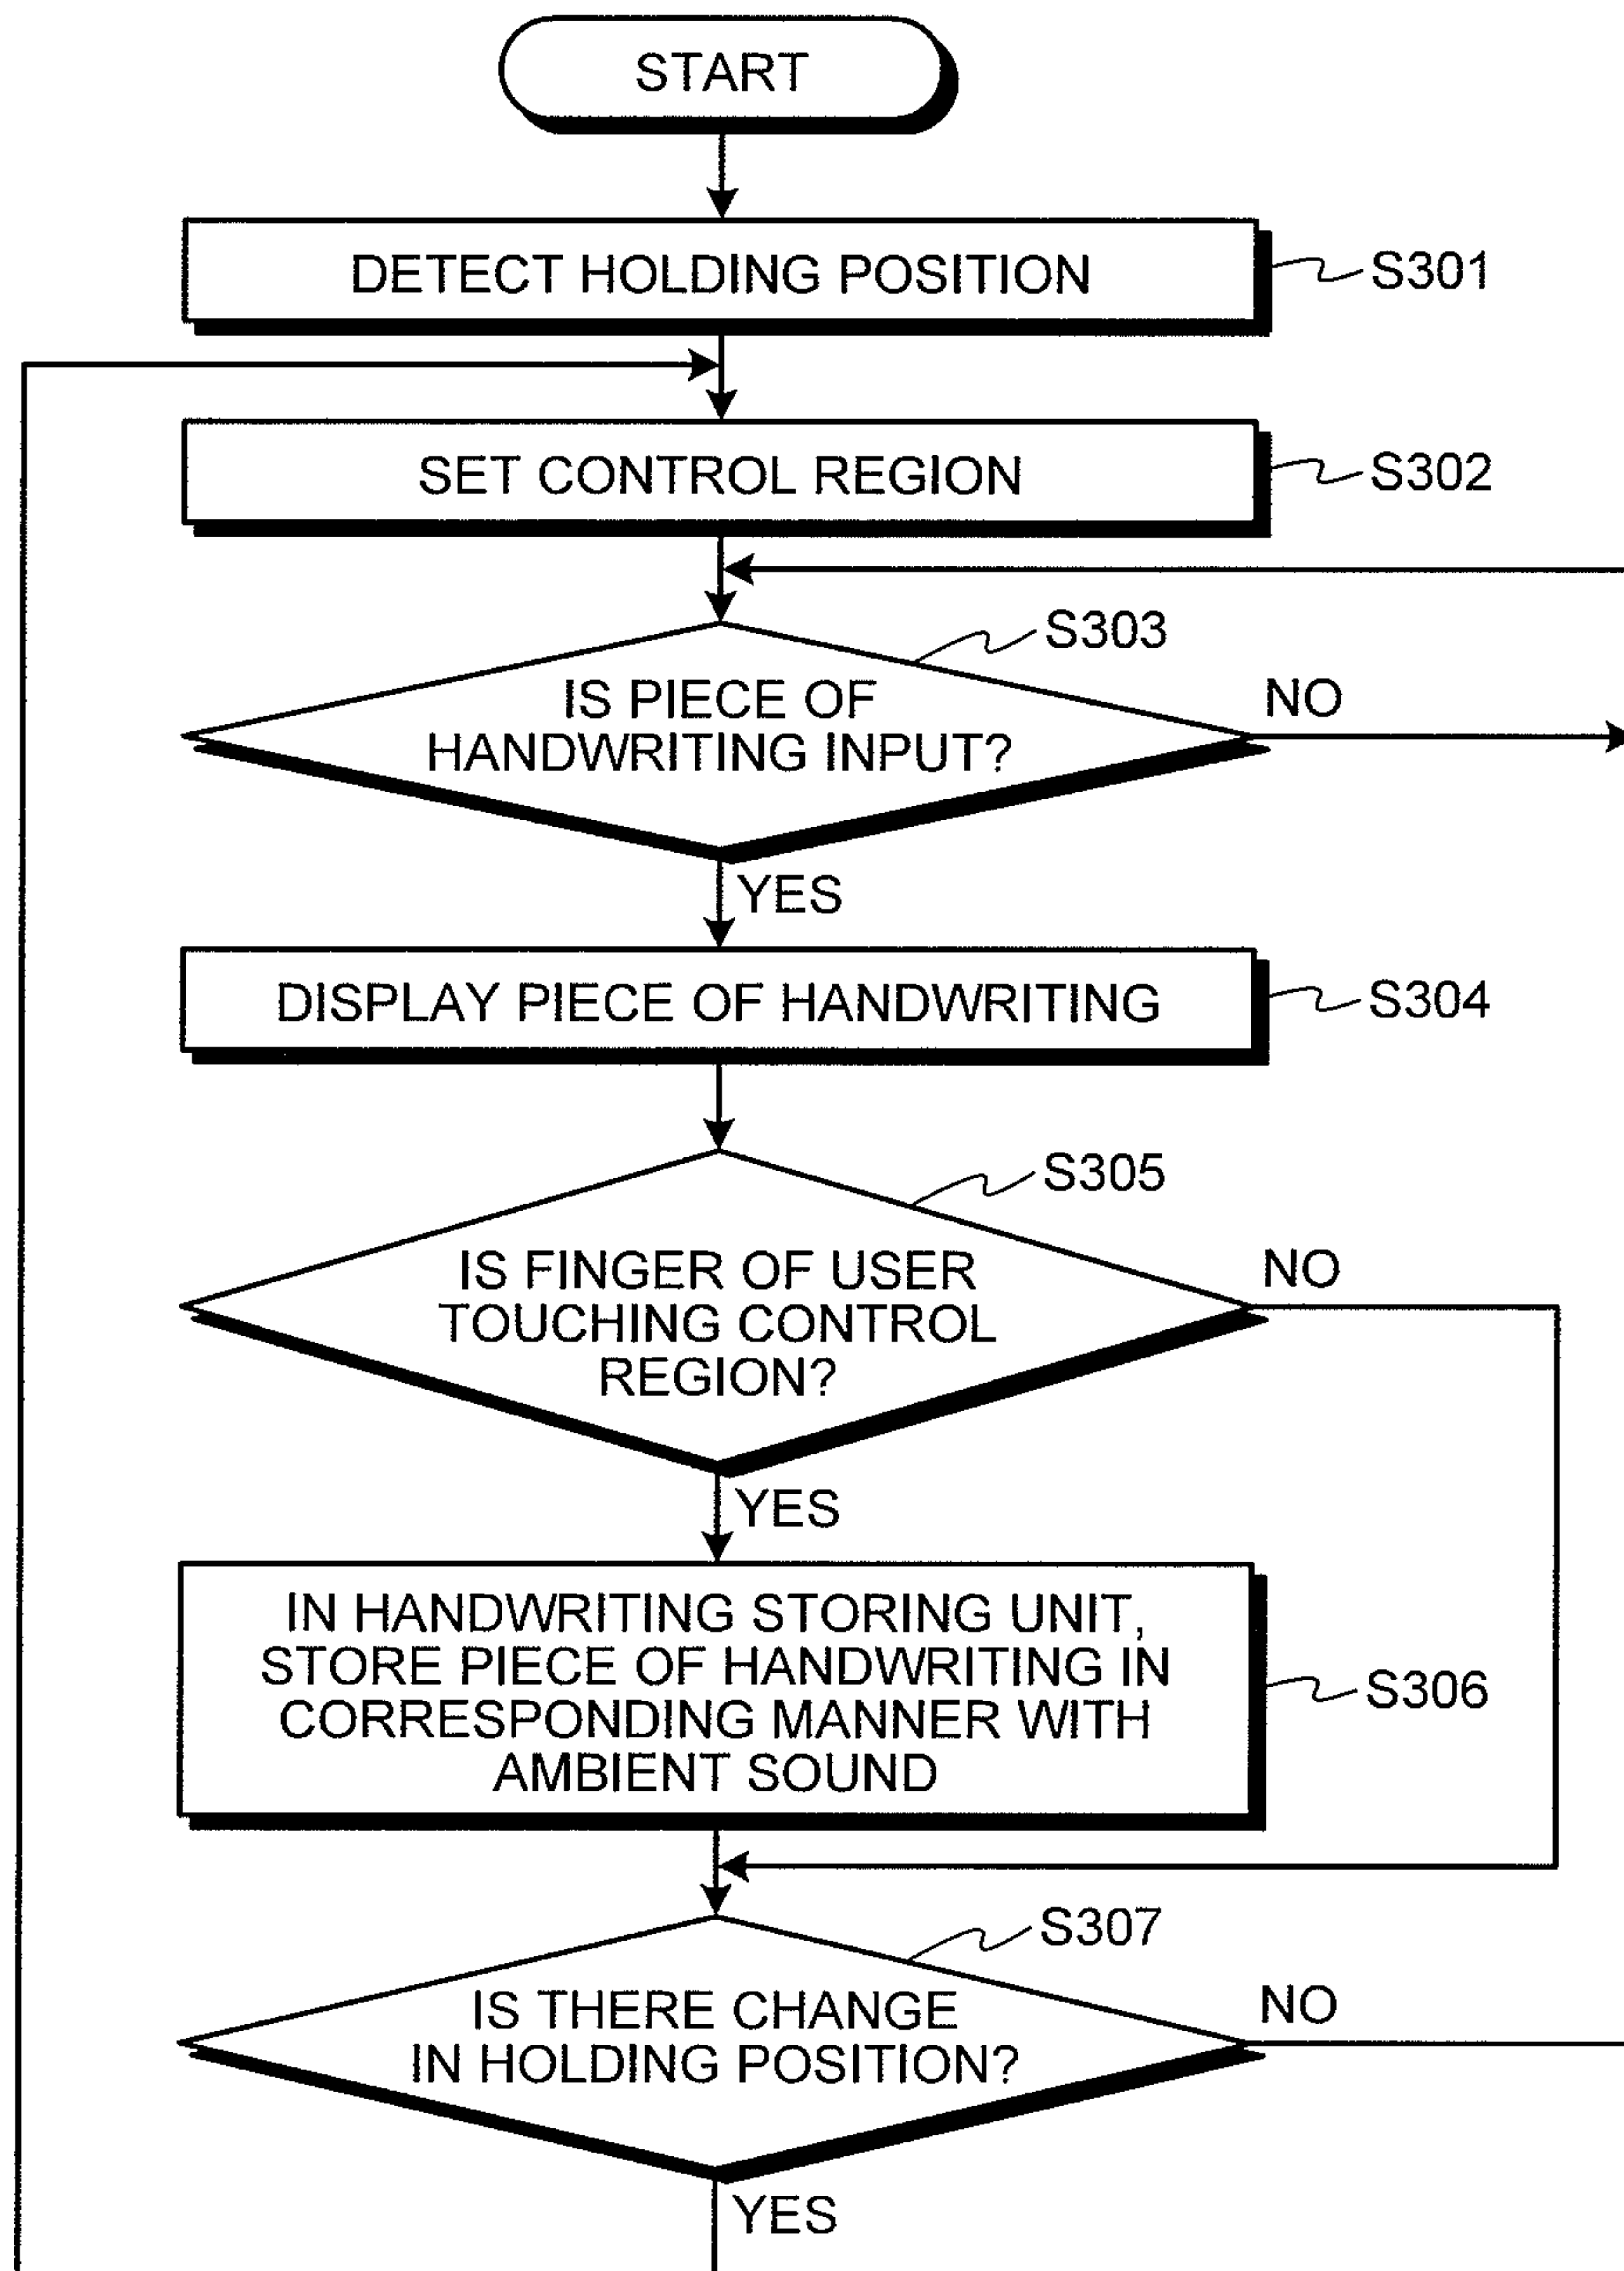 START
DETECT HOLDING POSITION
S301
SET CONTROL REGION
S302
S303
IS PIECE OF
HANDWRITING INPUT?
NO
YES
DISPLAY PIECE OF HANDWRITING
S304
S305
IS FINGER OF USER
TOUCHING CONTROL
REGION?
NO
YES
IN HANDWRITING STORING UNIT,
STORE PIECE OF HANDWRITING IN
CORRESPONDING MANNER WITH
AMBIENT SOUND
S306
S307
IS THERE CHANGE
IN HOLDING POSITION?
NO
YES